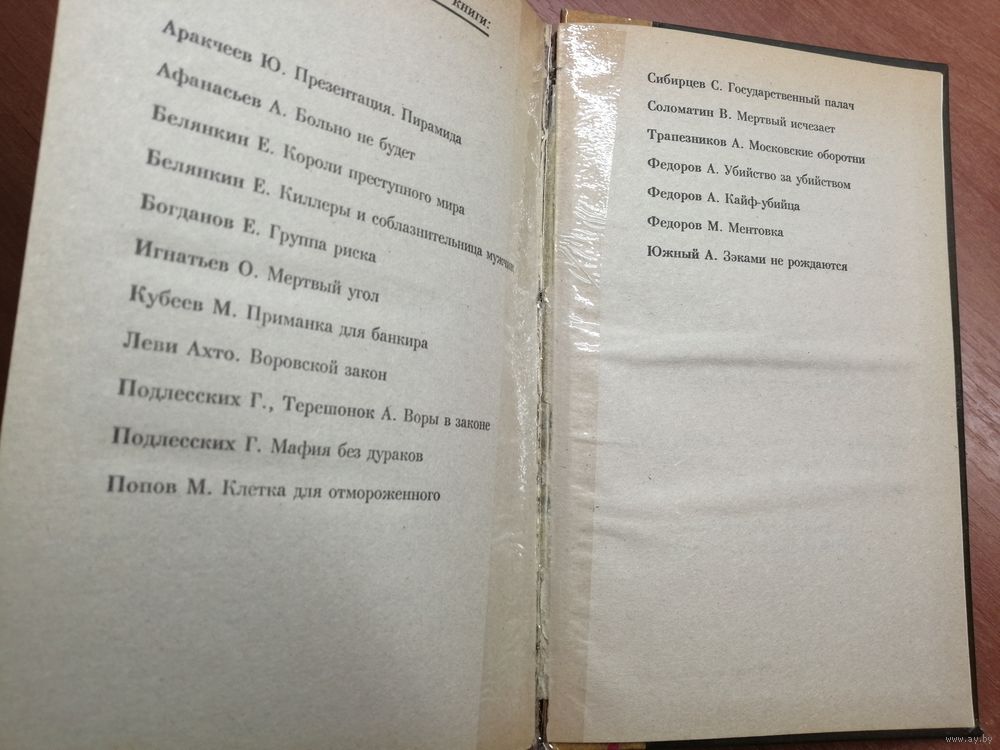 книги:
Аракчеев Ю. Презентация. Пирамида
Афанасьев А. Больно не будет
Белянкин Е. Короли преступного мира
Белянкин Е. Киллеры и соблазнительница мужчин
Богданов Е. Группа риска
Игнатьев О. Мертвый угол
Кубеев М. Приманка для банкира
Леви Ахто. Воровской закон
Подлесских Г., Терешонок А. Воры в законе
Подлесских Г. Мафия без дураков
Попов М. Клетка для отмороженного
Сибирцев С. Государственный палач
Соломатин В. Мертвый исчезает
Трапезников А. Московские оборотни
Федоров А. Убийство за убийством
Федоров А. Кайф-убийца
Федоров М. Ментовка
Южный А. Зэками не рождаются
www.ay.by